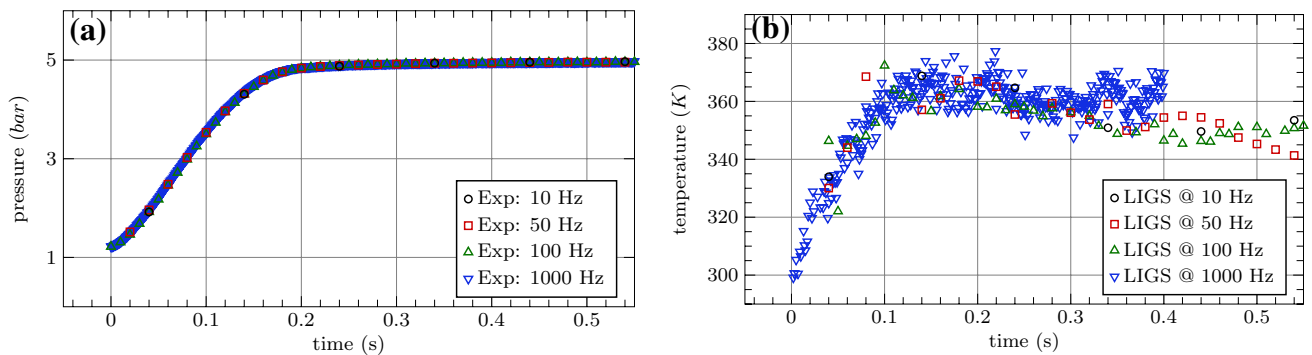 (a)
pressure (bar)
5
3
1
0
0.1
0.2
0.3
0.4
0.5
time (s)
Exp: 10 Hz
Exp: 50 Hz
Exp: 100 Hz
Exp: 1000 Hz
(b)
temperature (K)
380
360
340
320
300
0
0.1
0.2
0.3
0.4
0.5
time (s)
LIGS @ 10 Hz
LIGS @ 50 Hz
LIGS @ 100 Hz
LIGS @ 1000 Hz